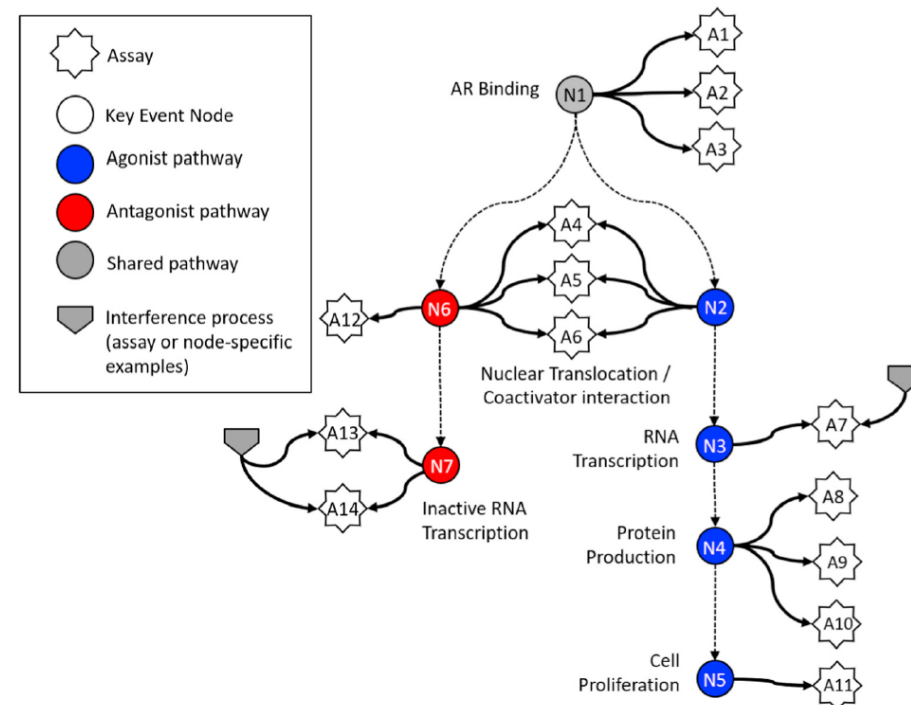 Assay
Key Event Node
Agonist pathway
Antagonist pathway
Shared pathway
Interference process
(assay or node-specific
examples)
AR Binding
N1
A1
A2
A3
A4
A5
A6
A12
N6
N2
Nuclear Translocation /
Coactivator interaction
A13
A14
N7
Inactive RNA
Transcription
RNA
Transcription
N3
A7
Protein
Production
N4
A8
A9
A10
Cell
Proliferation
N5
A11